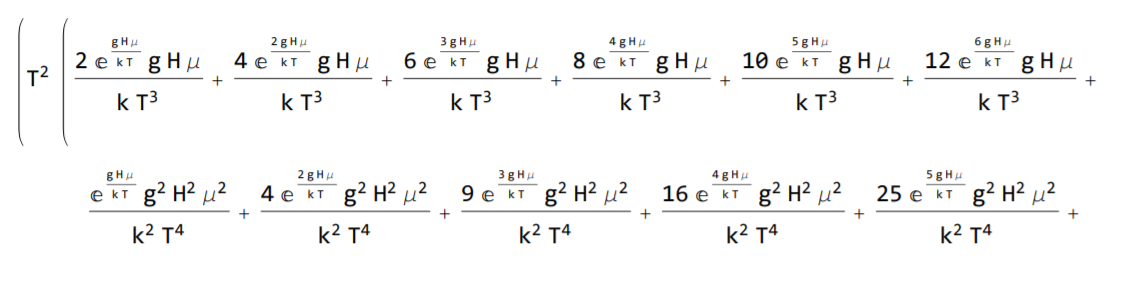 (T² ( 2 e^(gHμ/kT) g H μ / k T³ + 4 e^(2gHμ/kT) g H μ / k T³ + 6 e^(3gHμ/kT) g H μ / k T³ + 8 e^(4gHμ/kT) g H μ / k T³ + 10 e^(5gHμ/kT) g H μ / k T³ + 12 e^(6gHμ/kT) g H μ / k T³ +
e^(gHμ/kT) g² H² μ² / k² T⁴ + 4 e^(2gHμ/kT) g² H² μ² / k² T⁴ + 9 e^(3gHμ/kT) g² H² μ² / k² T⁴ + 16 e^(4gHμ/kT) g² H² μ² / k² T⁴ + 25 e^(5gHμ/kT) g² H² μ² / k² T⁴ +